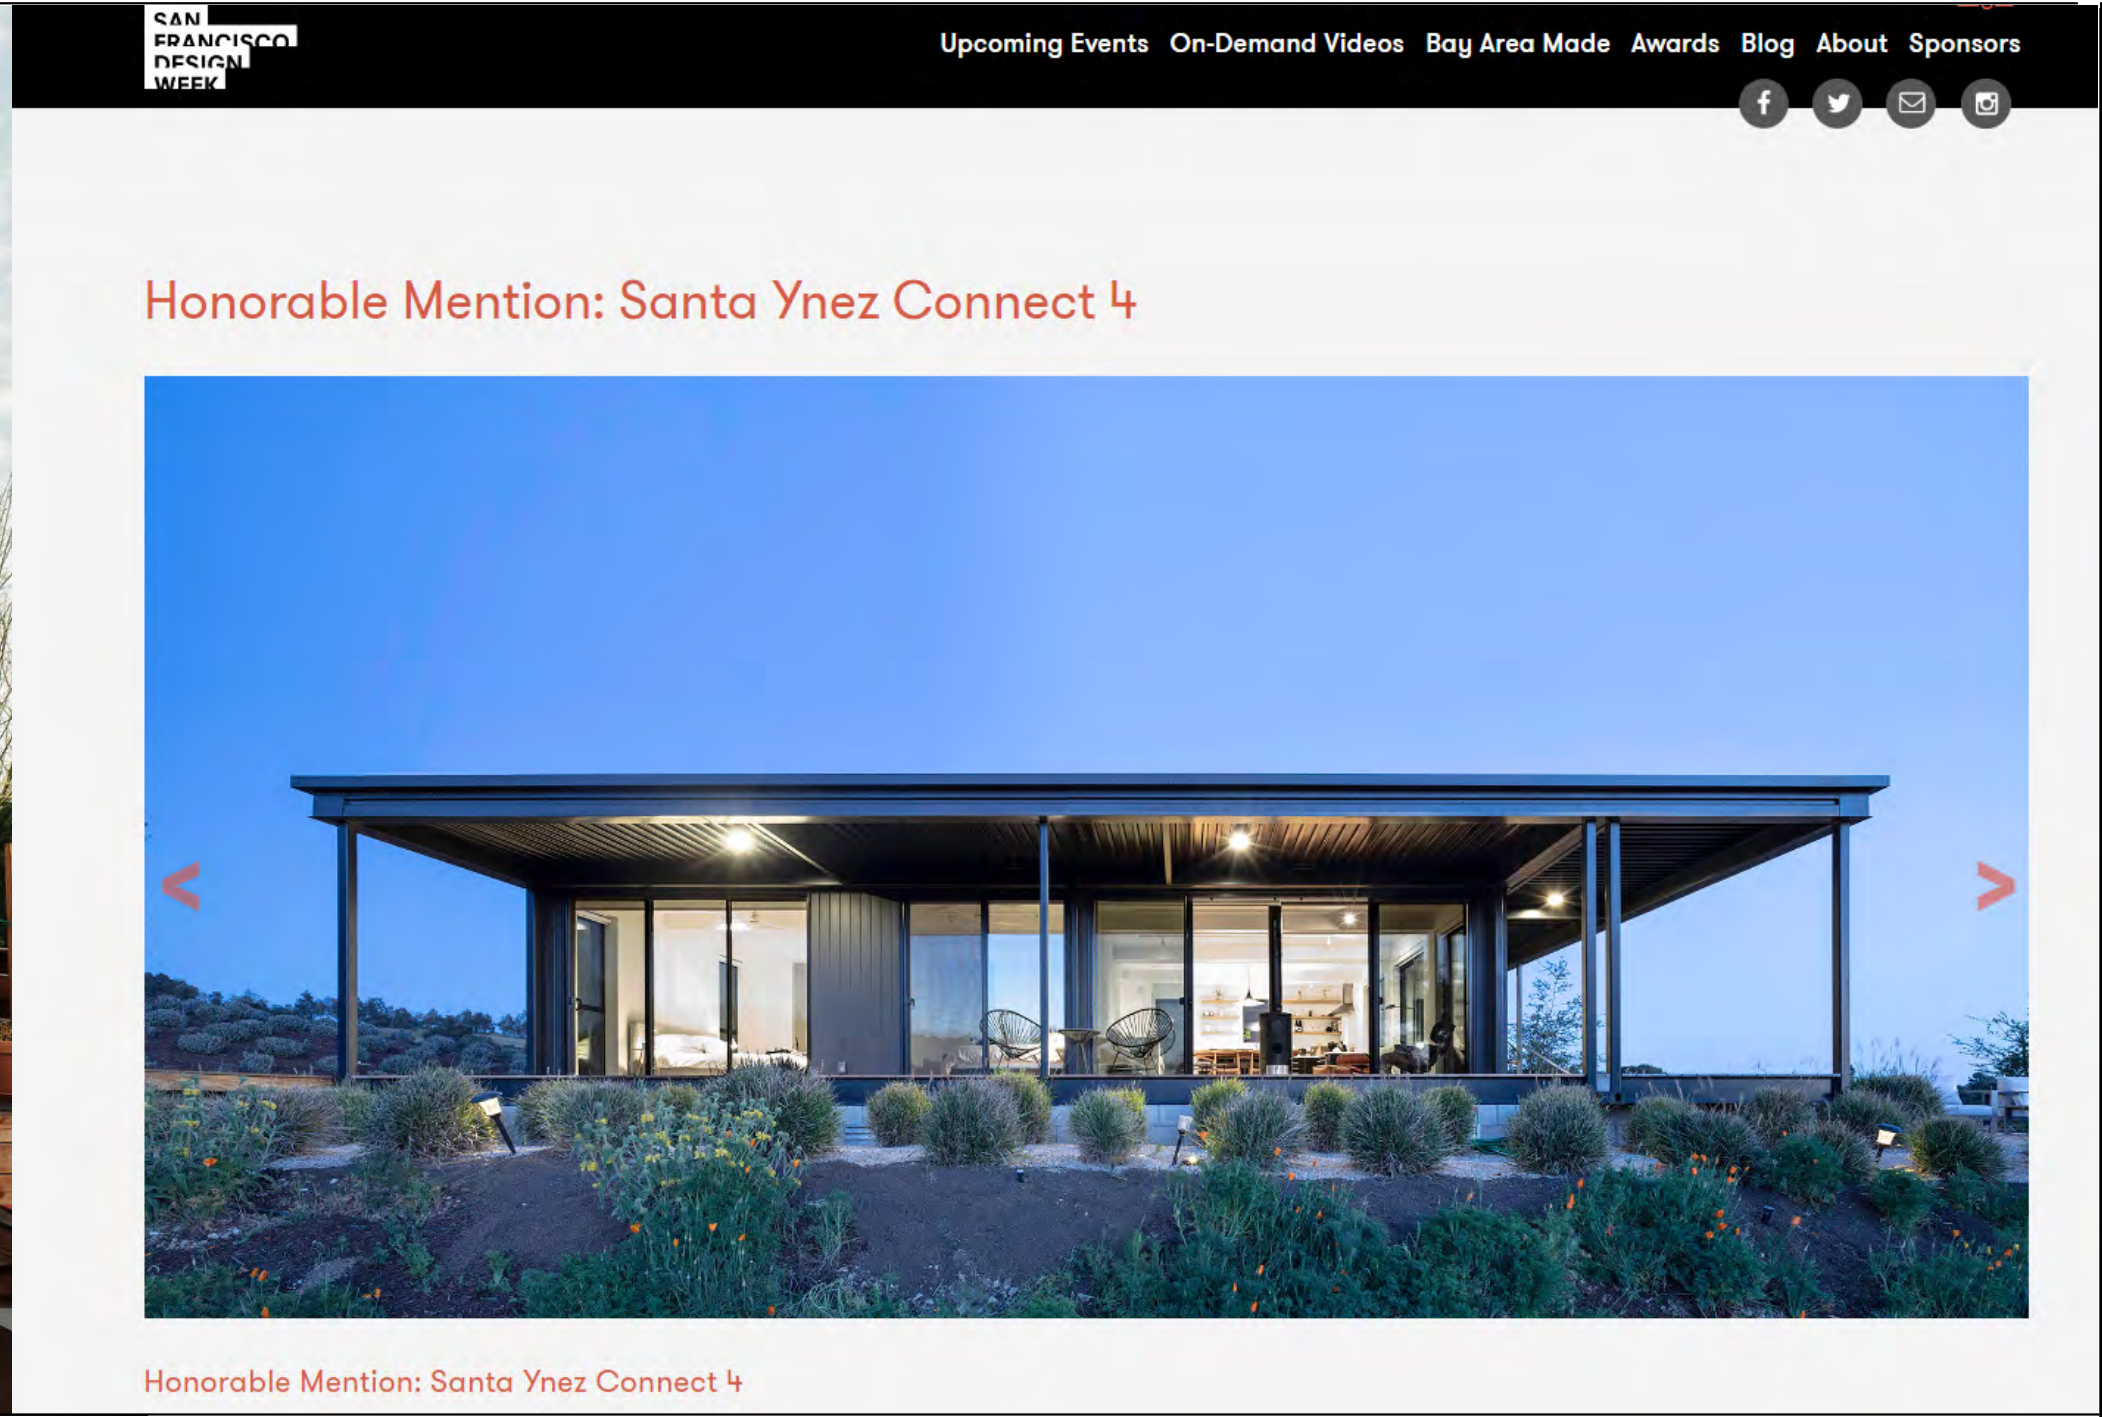 SAN
FRANCISCO
DESIGN
WEEK
Upcoming Events On-Demand Videos Bay Area Made Awards Blog About Sponsors
Honorable Mention: Santa Ynez Connect 4
< >
Honorable Mention: Santa Ynez Connect 4